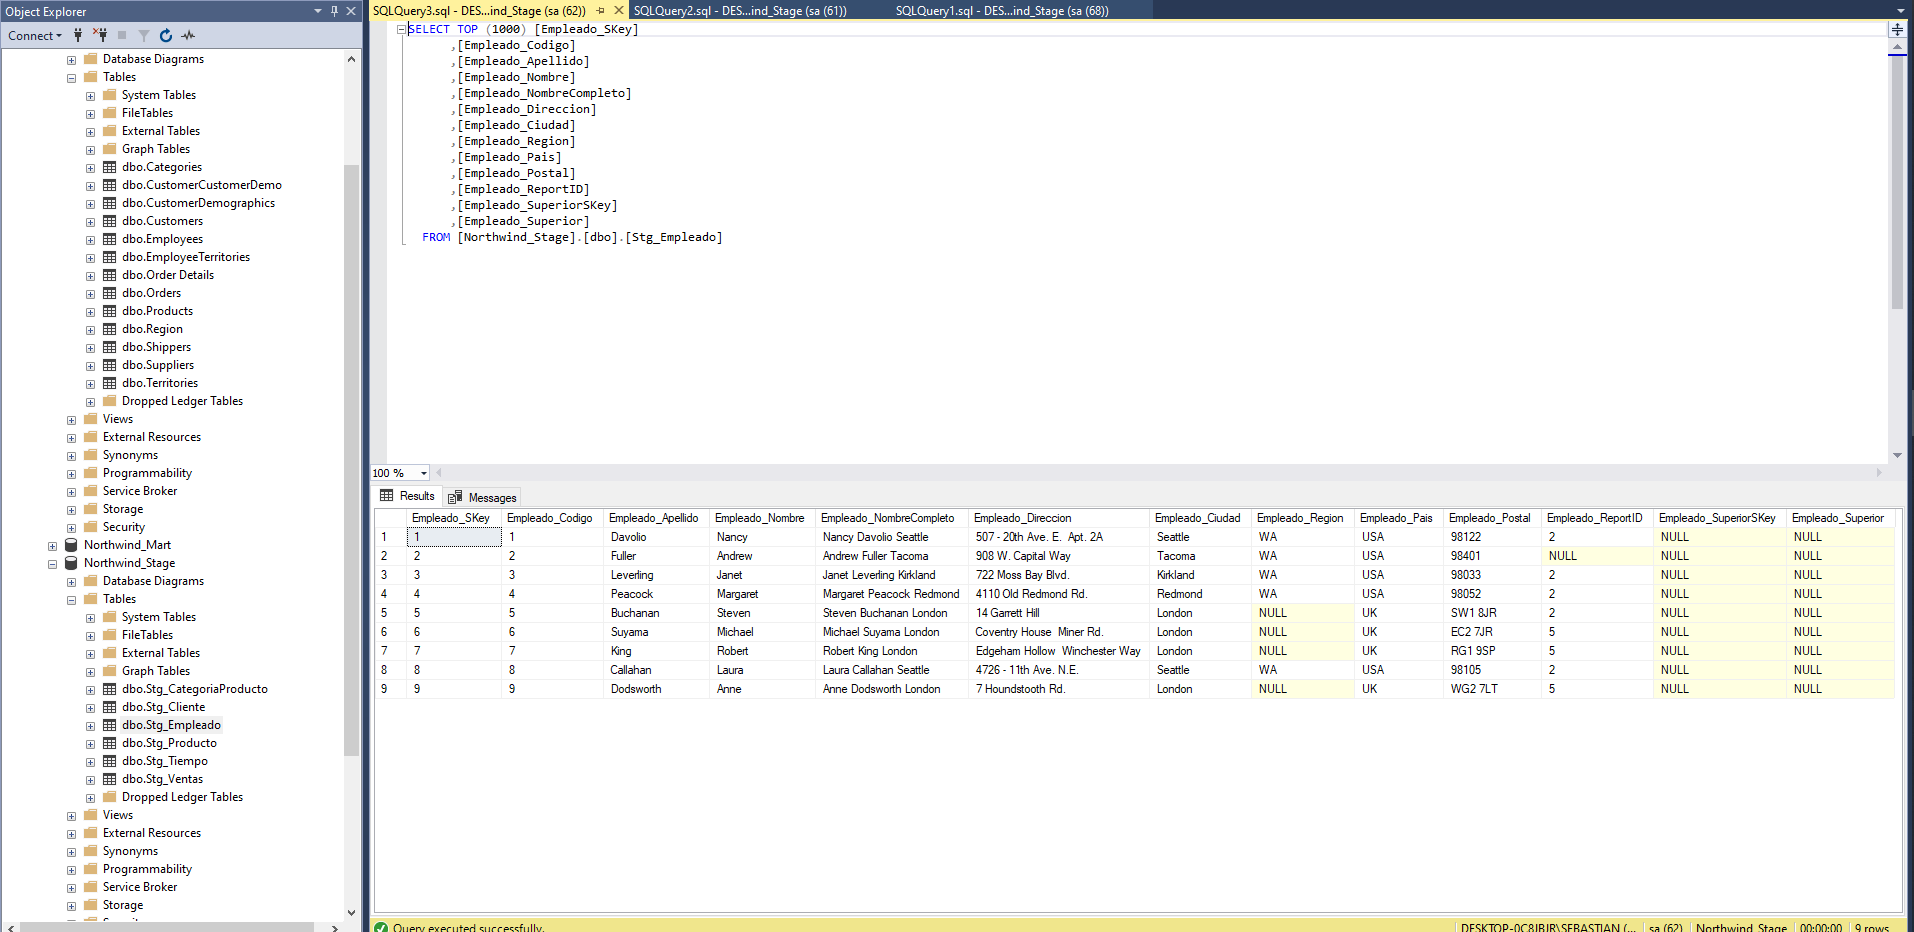 Object Explorer
Connect
Database Diagrams
Tables
System Tables
FileTables
External Tables
Graph Tables
dbo.Categories
dbo.CustomerCustomerDemo
dbo.CustomerDemographics
dbo.Customers
dbo.Employees
dbo.EmployeeTerritories
dbo.Order Details
dbo.Orders
dbo.Products
dbo.Region
dbo.Shippers
dbo.Suppliers
dbo.Territories
Dropped Ledger Tables
Views
External Resources
Synonyms
Programmability
Service Broker
Storage
Security
Northwind_Mart
Northwind_Stage
Database Diagrams
Tables
System Tables
FileTables
External Tables
Graph Tables
dbo.Stg_CategoriaProducto
dbo.Stg_Cliente
dbo.Stg_Empleado
dbo.Stg_Producto
dbo.Stg_Tiempo
dbo.Stg_Ventas
Dropped Ledger Tables
Views
External Resources
Synonyms
Programmability
Service Broker
Storage
SQLQuery3.sql - DES...ind_Stage (sa (62)) SQLQuery2.sql - DES...ind_Stage (sa (61)) SQLQuery1.sql - DES...ind_Stage (sa (68))
SELECT TOP (1000) [Empleado_SKey]
,[Empleado_Codigo]
,[Empleado_Apellido]
,[Empleado_Nombre]
,[Empleado_NombreCompleto]
,[Empleado_Direccion]
,[Empleado_Ciudad]
,[Empleado_Region]
,[Empleado_Pais]
,[Empleado_Postal]
,[Empleado_ReportID]
,[Empleado_SuperiorSKey]
,[Empleado_Superior]
FROM [Northwind_Stage].[dbo].[Stg_Empleado]
100 %
Results Messages
Empleado_SKey Empleado_Codigo Empleado_Apellido Empleado_Nombre Empleado_NombreCompleto Empleado_Direccion Empleado_Ciudad Empleado_Region Empleado_Pais Empleado_Postal Empleado_ReportID Empleado_SuperiorSKey Empleado_Superior
1 1 1 Davolio Nancy Nancy Davolio Seattle 507 - 20th Ave. E. Apt. 2A Seattle WA USA 98122 2 NULL NULL
2 2 2 Fuller Andrew Andrew Fuller Tacoma 908 W. Capital Way Tacoma WA USA 98401 NULL NULL NULL
3 3 3 Leverling Janet Janet Leverling Kirkland 722 Moss Bay Blvd. Kirkland WA USA 98033 2 NULL NULL
4 4 4 Peacock Margaret Margaret Peacock Redmond 4110 Old Redmond Rd. Redmond WA USA 98052 2 NULL NULL
5 5 5 Buchanan Steven Steven Buchanan London 14 Garrett Hill London NULL UK SW1 8JR 2 NULL NULL
6 6 6 Suyama Michael Michael Suyama London Coventry House Miner Rd. London NULL UK EC2 7JR 5 NULL NULL
7 7 7 King Robert Robert King London Edgeham Hollow Winchester Way London NULL UK RG1 9SP 5 NULL NULL
8 8 8 Callahan Laura Laura Callahan Seattle 4726 - 11th Ave. N.E. Seattle WA USA 98105 2 NULL NULL
9 9 9 Dodsworth Anne Anne Dodsworth London 7 Houndstooth Rd. London NULL UK WG2 7LT 5 NULL NULL
Query executed successfully. sa (62) Northwind_Stage 00:00:00 9 rows